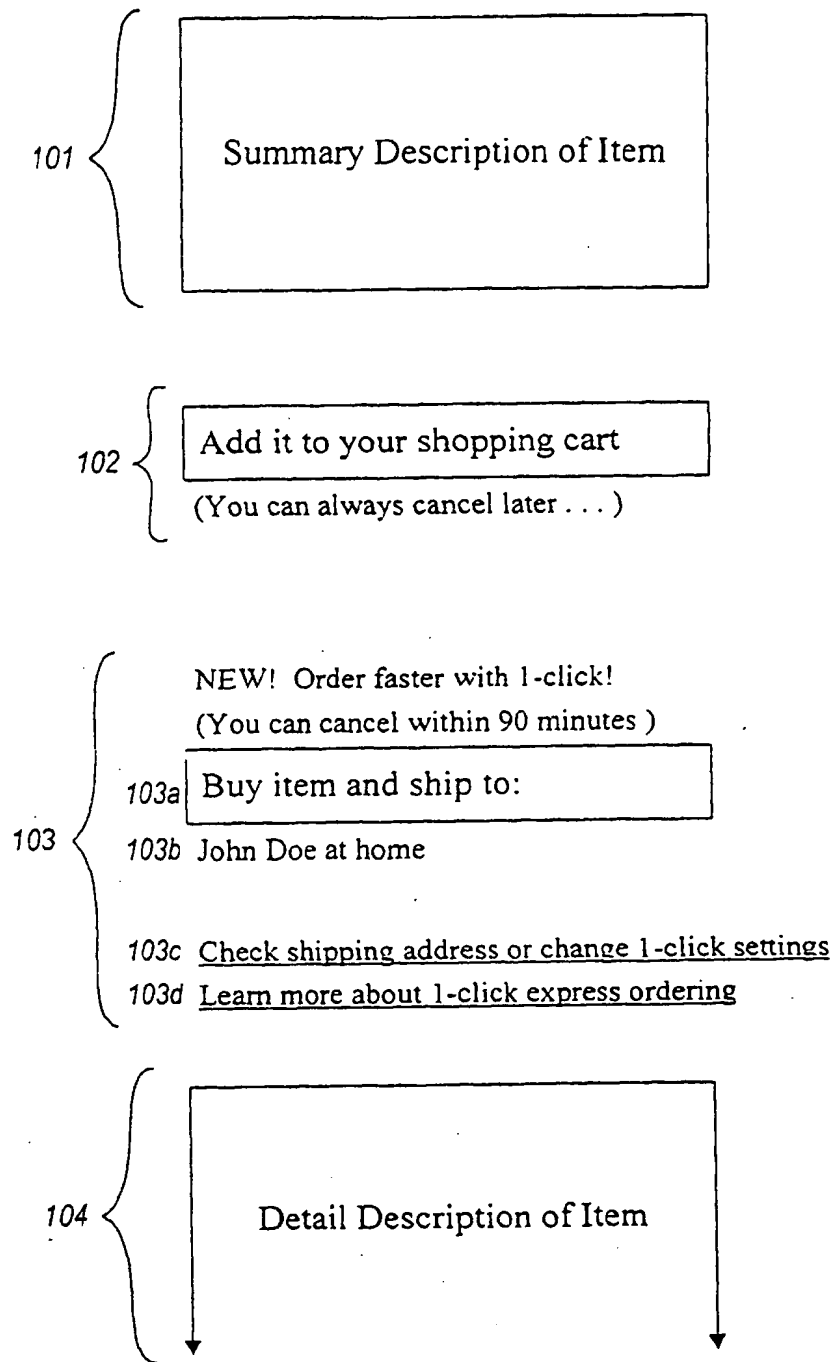 101
Summary Description of Item
102
Add it to your shopping cart
(You can always cancel later . . . )
103
NEW! Order faster with 1-click!
(You can cancel within 90 minutes )
103a Buy item and ship to:
103b John Doe at home
103c Check shipping address or change 1-click settings
103d Learn more about 1-click express ordering
104
Detail Description of Item